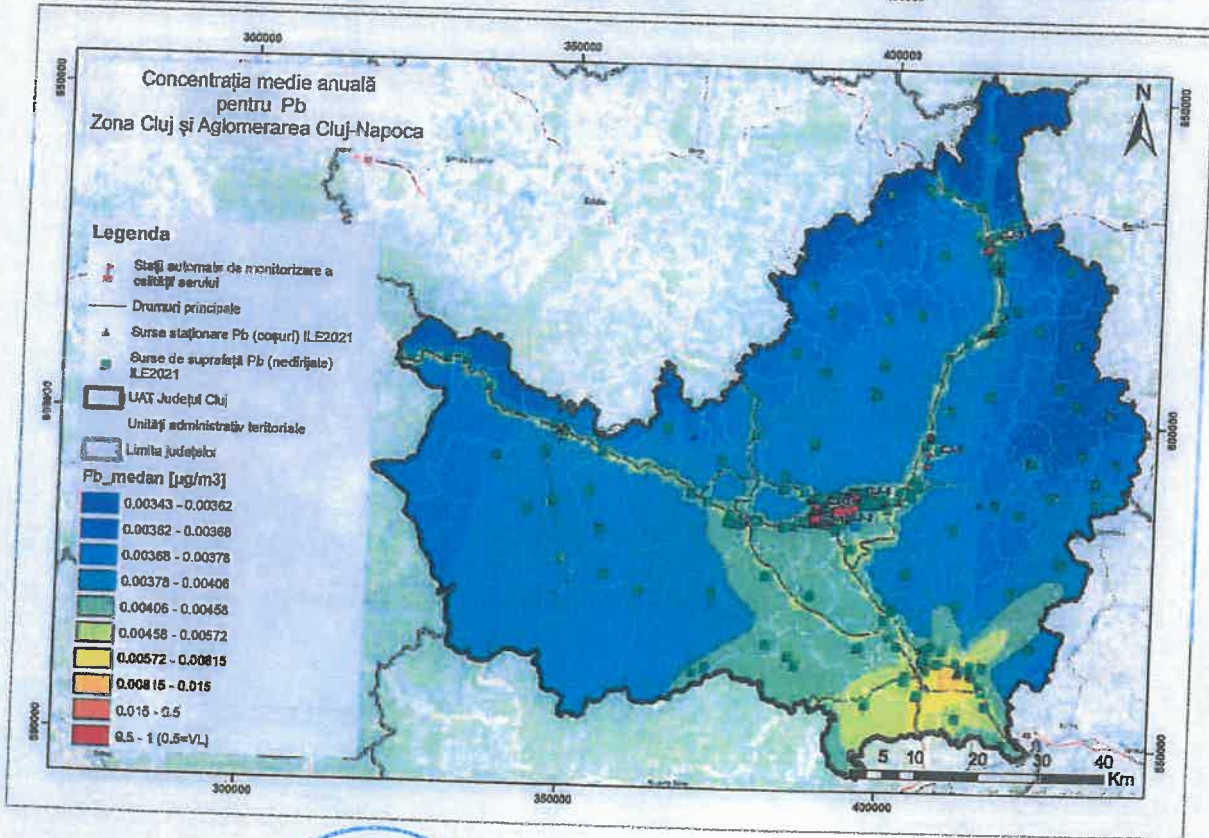 300000
350000
400000
550000
650000
Concentrația medie anuală
pentru Pb
Zona Cluj și Aglomerarea Cluj-Napoca
N
Legenda
Stații automate de monitorizare a
calității aerului
Drumuri principale
Surse staționare Pb (coșuri) ILE2021
Surse de suprafață Pb (nedirijate)
ILE2021
UAT Județul Cluj
Unități administrativ teritoriale
Limita județelor
Pb_medan [µg/m3]
0.00343 - 0.00362
0.00362 - 0.00368
0.00368 - 0.00378
0.00378 - 0.00406
0.00406 - 0.00458
0.00458 - 0.00572
0.00572 - 0.00815
0.00815 - 0.015
0.015 - 0.5
0.5 - 1 (0.5=VL)
600000
600000
550000
5 10 20 30 40
Km
300000
350000
400000